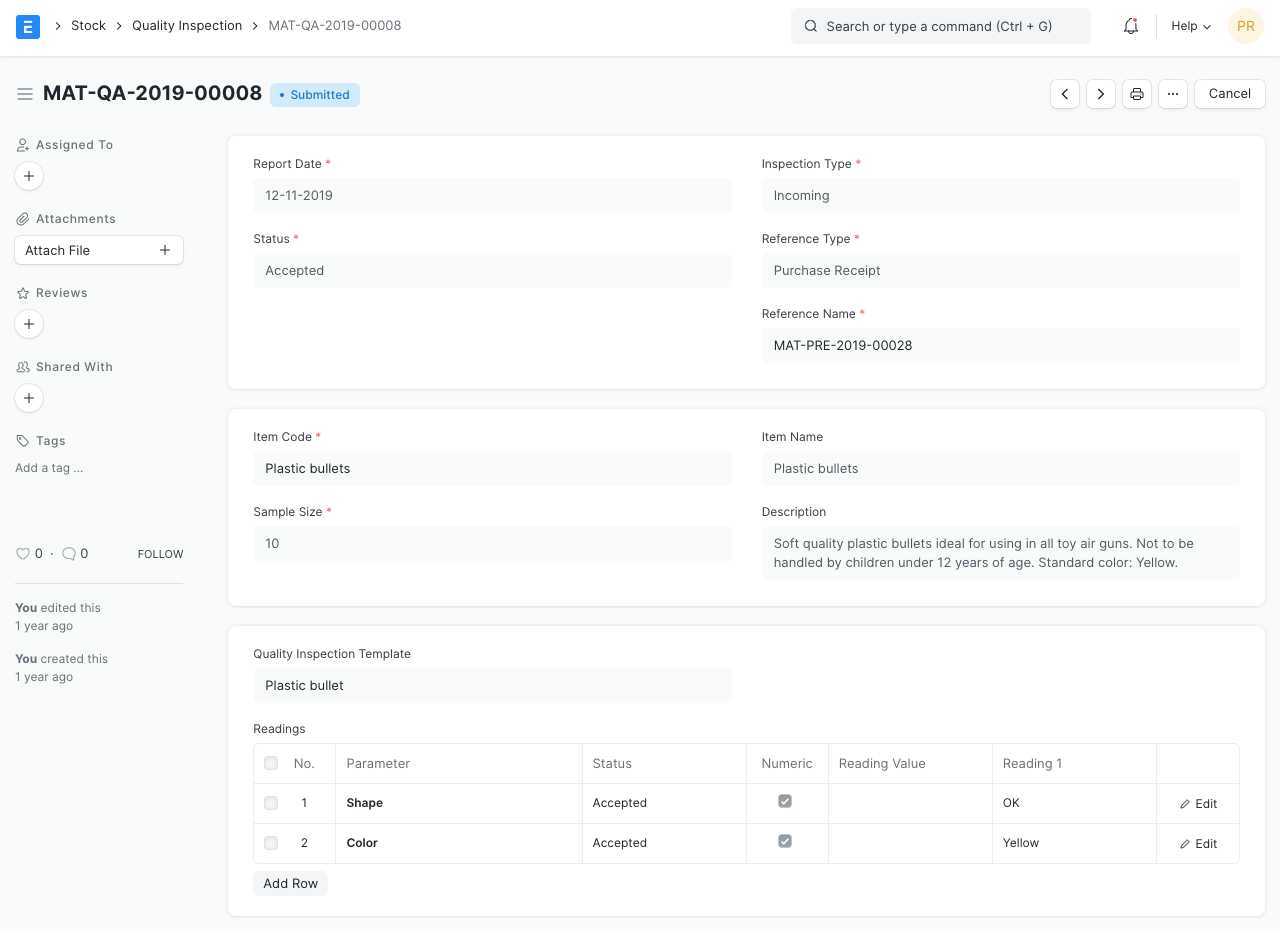 E
Stock
Quality Inspection
MAT-QA-2019-00008
Search or type a command (Ctrl + G)
Help
PR
MAT-QA-2019-00008
• Submitted
Cancel
Assigned To
Attachments
Attach File
Reviews
Shared With
Tags
Add a tag ...
0 · 0
FOLLOW
You edited this
1 year ago
You created this
1 year ago
Report Date *
12-11-2019
Status *
Accepted
Inspection Type *
Incoming
Reference Type *
Purchase Receipt
Reference Name *
MAT-PRE-2019-00028
Item Code *
Plastic bullets
Sample Size *
10
Item Name
Plastic bullets
Description
Soft quality plastic bullets ideal for using in all toy air guns. Not to be
handled by children under 12 years of age. Standard color: Yellow.
Quality Inspection Template
Plastic bullet
Readings
No. Parameter Status Numeric Reading Value Reading 1
1 Shape Accepted OK Edit
2 Color Accepted Yellow Edit
Add Row